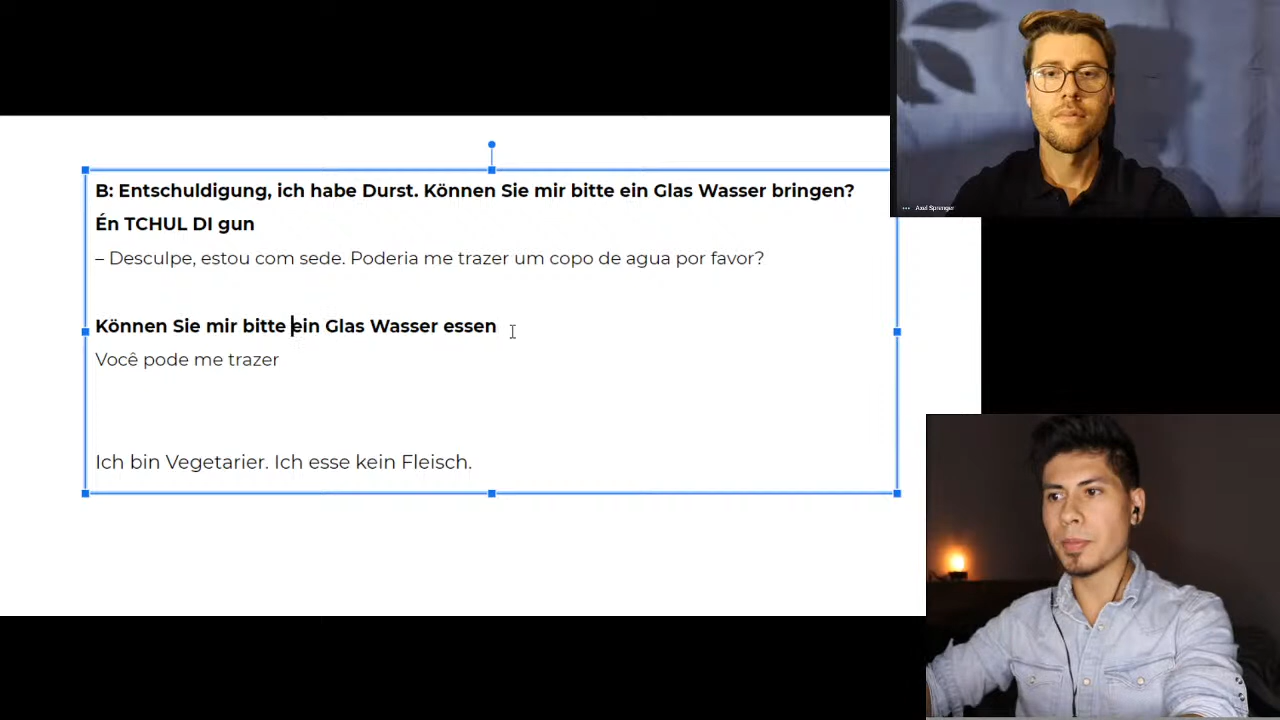 B: Entschuldigung, ich habe Durst. Können Sie mir bitte ein Glas Wasser bringen?
Én TCHUL DI gun
– Desculpe, estou com sede. Poderia me trazer um copo de agua por favor?
Können Sie mir bitte ein Glas Wasser essen
Você pode me trazer
Ich bin Vegetarier. Ich esse kein Fleisch.
Axel Sprenger